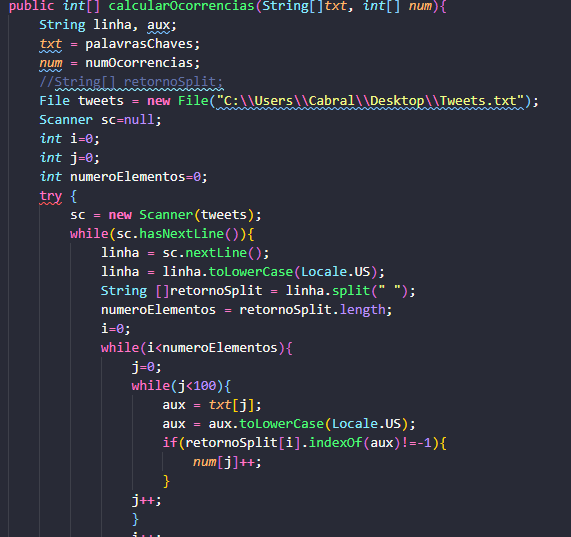 public int[] calcularOcorrencias(String[]txt, int[] num){
String linha, aux;
txt = palavrasChaves;
num = numOcorrencias;
//String[] retornoSplit;
File tweets = new File("C:\\Users\\Cabral\\Desktop\\Tweets.txt");
Scanner sc=null;
int i=0;
int j=0;
int numeroElementos=0;
try {
sc = new Scanner(tweets);
while(sc.hasNextLine()){
linha = sc.nextLine();
linha = linha.toLowerCase(Locale.US);
String []retornoSplit = linha.split(" ");
numeroElementos = retornoSplit.length;
i=0;
while(i<numeroElementos){
j=0;
while(j<100){
aux = txt[j];
aux = aux.toLowerCase(Locale.US);
if(retornoSplit[i].indexOf(aux)!=-1){
num[j]++;
}
j++;
}